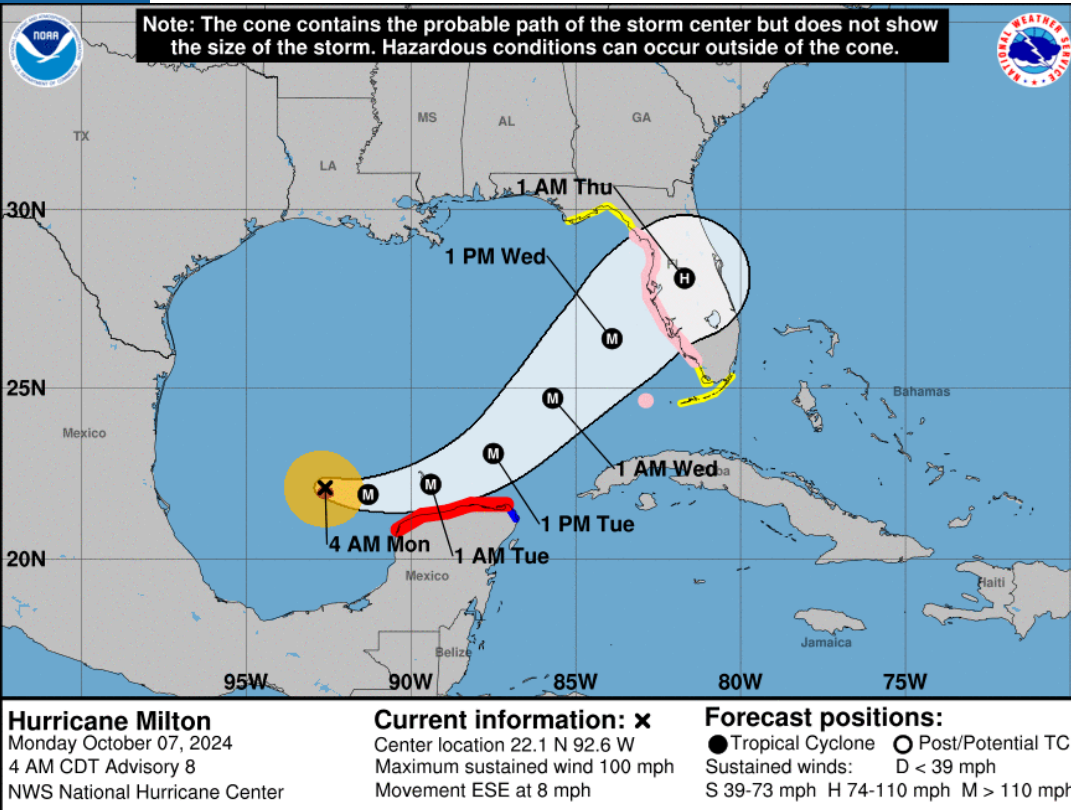 Note: The cone contains the probable path of the storm center but does not show
the size of the storm. Hazardous conditions can occur outside of the cone.
NOAA
NATIONAL WEATHER SERVICE
TX
MS
AL
GA
LA
1 AM Thu
30N
1 PM Wed
FL
25N
Bahamas
Mexico
1 AM Wed
1 PM Tue
4 AM Mon
1 AM Tue
20N
Mexico
Haiti
Jamaica
Belize
95W
90W
85W
80W
75W
Hurricane Milton
Monday October 07, 2024
4 AM CDT Advisory 8
NWS National Hurricane Center
Current information: x
Center location 22.1 N 92.6 W
Maximum sustained wind 100 mph
Movement ESE at 8 mph
Forecast positions:
Tropical Cyclone Post/Potential TC
Sustained winds: D < 39 mph
S 39-73 mph H 74-110 mph M > 110 mph
H
M
M
M
M
M